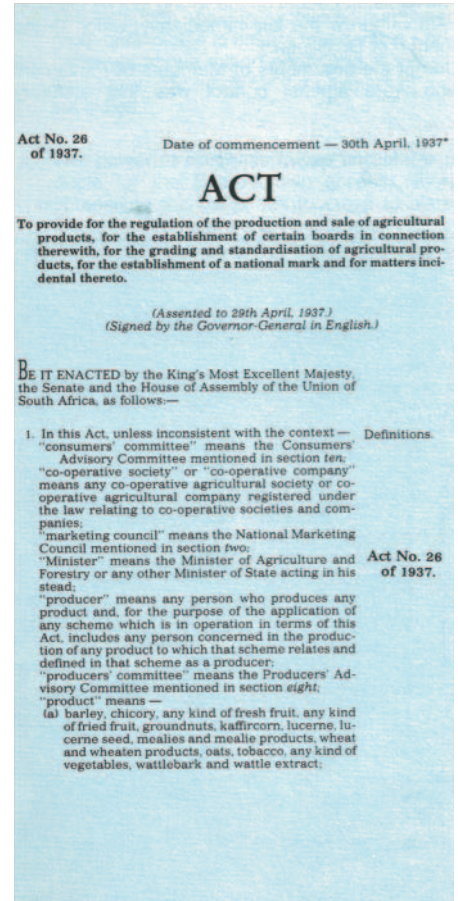 Act No. 26
of 1937.
Date of commencement — 30th April, 1937*
ACT
To provide for the regulation of the production and sale of agricultural
products, for the establishment of certain boards in connection
therewith, for the grading and standardisation of agricultural pro-
ducts, for the establishment of a national mark and for matters inci-
dental thereto.
(Assented to 29th April, 1937.)
(Signed by the Governor-General in English.)
BE IT ENACTED by the King's Most Excellent Majesty,
the Senate and the House of Assembly of the Union of
South Africa, as follows:—
1. In this Act, unless inconsistent with the context — Definitions.
"consumers' committee" means the Consumers'
Advisory Committee mentioned in section ten;
"co-operative society" or "co-operative company"
means any co-operative agricultural society or co-
operative agricultural company registered under
the law relating to co-operative societies and com-
panies;
"marketing council" means the National Marketing
Council mentioned in section two;
"Minister" means the Minister of Agriculture and
Forestry or any other Minister of State acting in his
stead;
Act No. 26
of 1937.
"producer" means any person who produces any
product and, for the purpose of the application of
any scheme which is in operation in terms of this
Act, includes any person concerned in the produc-
tion of any product to which that scheme relates and
defined in that scheme as a producer;
"producers' committee" means the Producers' Ad-
visory Committee mentioned in section eight;
"product" means —
(a) barley, chicory, any kind of fresh fruit, any kind
of fried fruit, groundnuts, kaffircorn, lucerne, lu-
cerne seed, mealies and mealie products, wheat
and wheaten products, oats, tobacco, any kind of
vegetables, wattlebark and wattle extract;